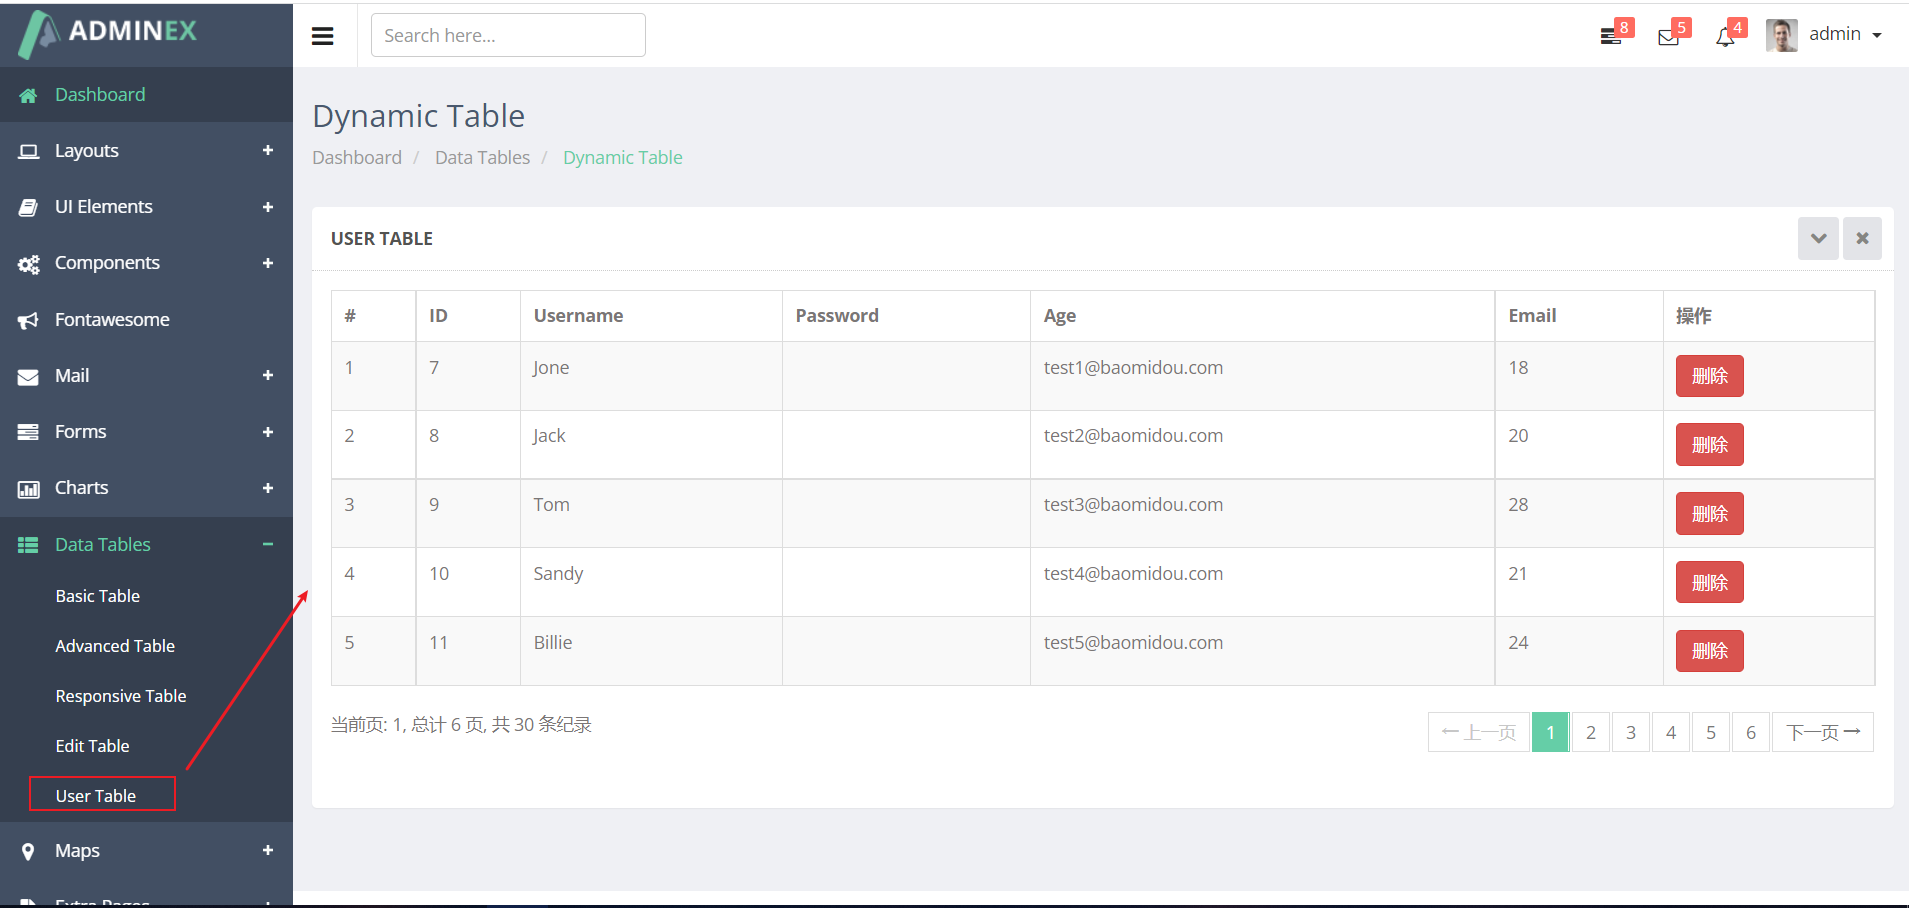 ADMINEX
Search here...
8
5
4
admin
Dashboard
Layouts
UI Elements
Components
Fontawesome
Mail
Forms
Charts
Data Tables
Basic Table
Advanced Table
Responsive Table
Edit Table
User Table
Maps
Extra Pages
Dynamic Table
Dashboard / Data Tables / Dynamic Table
USER TABLE
# ID Username Password Age Email 操作
1 7 Jone test1@baomidou.com 18 删除
2 8 Jack test2@baomidou.com 20 删除
3 9 Tom test3@baomidou.com 28 删除
4 10 Sandy test4@baomidou.com 21 删除
5 11 Billie test5@baomidou.com 24 删除
当前页: 1, 总计 6 页, 共 30 条纪录
← 上一页 1 2 3 4 5 6 下一页 →